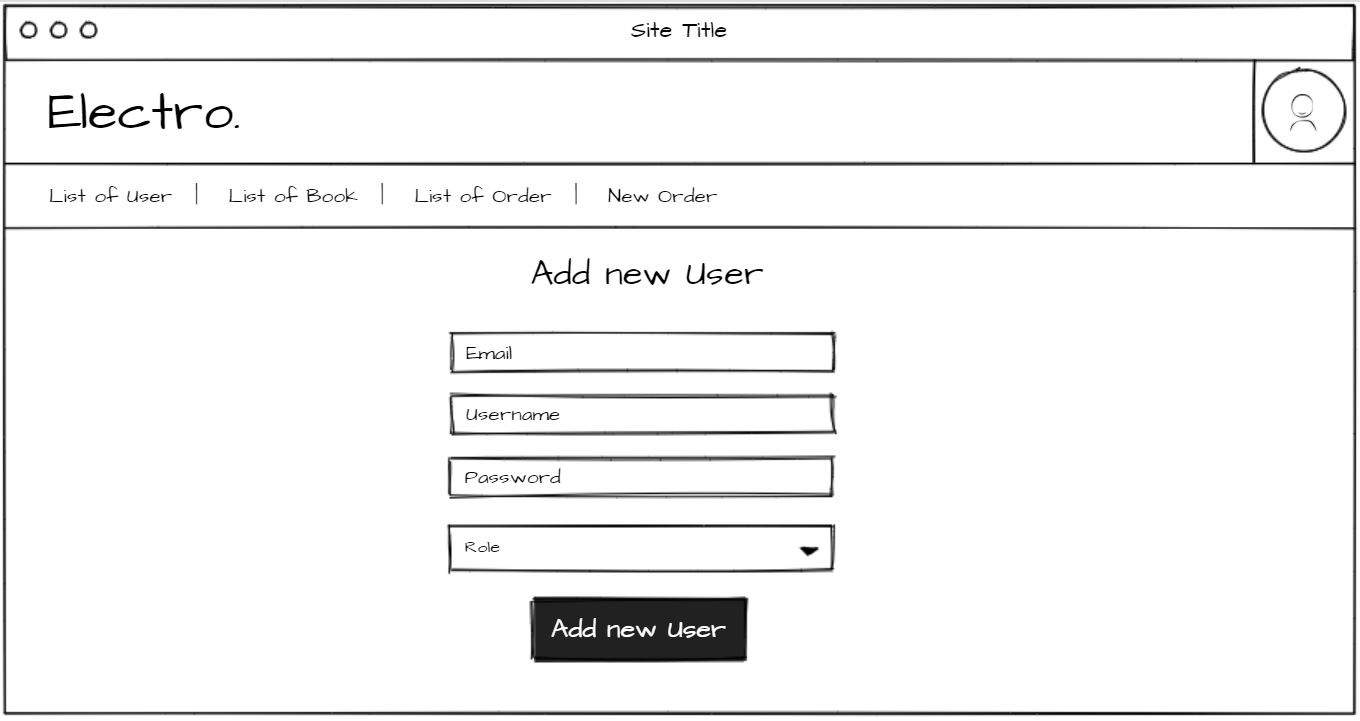 Site Title
Electro.
List of User | List of Book | List of Order | New Order
Add new User
Email
Username
Password
Role
Add new User